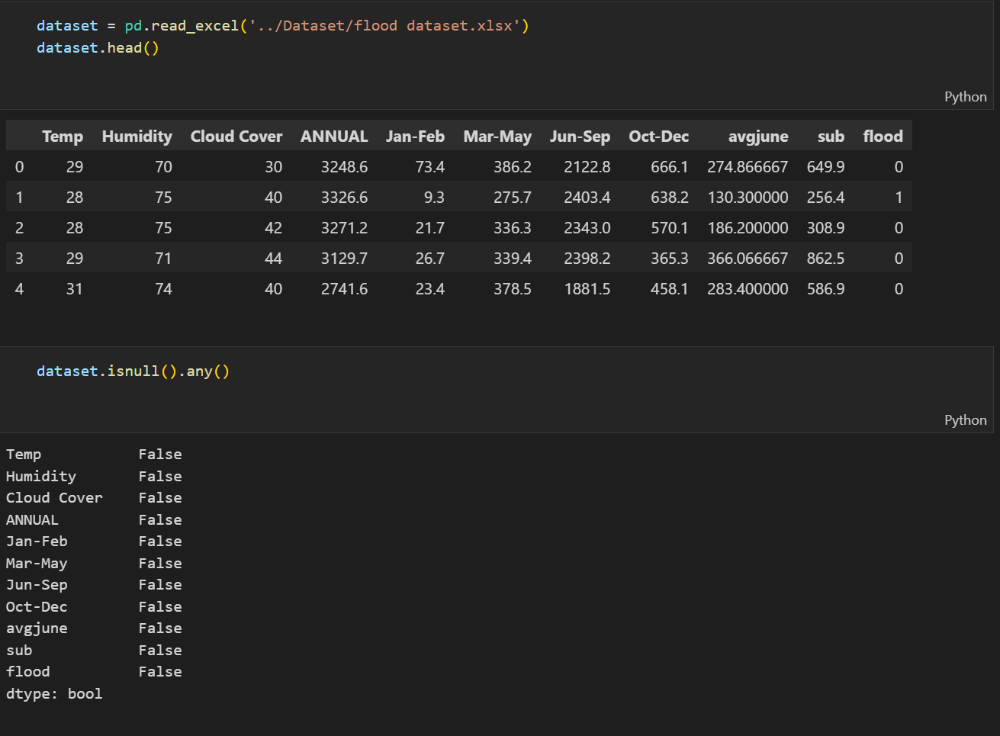 dataset = pd.read_excel('../Dataset/flood dataset.xlsx')
dataset.head()
Python
Temp Humidity Cloud Cover ANNUAL Jan-Feb Mar-May Jun-Sep Oct-Dec avgjune sub flood
0 29 70 30 3248.6 73.4 386.2 2122.8 666.1 274.866667 649.9 0
1 28 75 40 3326.6 9.3 275.7 2403.4 638.2 130.300000 256.4 1
2 28 75 42 3271.2 21.7 336.3 2343.0 570.1 186.200000 308.9 0
3 29 71 44 3129.7 26.7 339.4 2398.2 365.3 366.066667 862.5 0
4 31 74 40 2741.6 23.4 378.5 1881.5 458.1 283.400000 586.9 0
dataset.isnull().any()
Python
Temp False
Humidity False
Cloud Cover False
ANNUAL False
Jan-Feb False
Mar-May False
Jun-Sep False
Oct-Dec False
avgjune False
sub False
flood False
dtype: bool